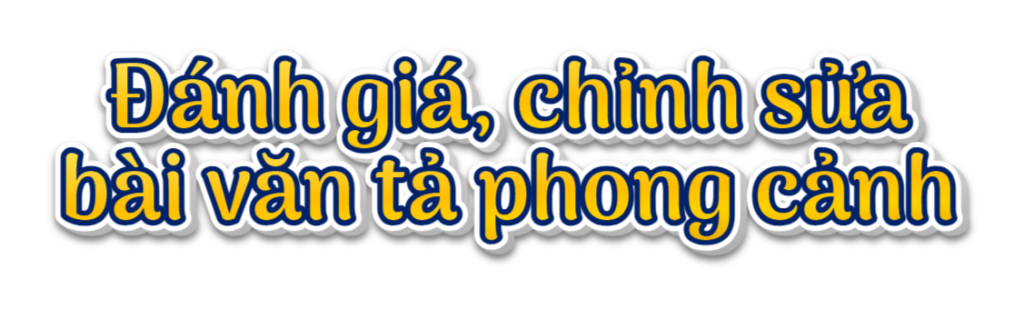 Đánh giá, chỉnh sửa
bài văn tả phong cảnh